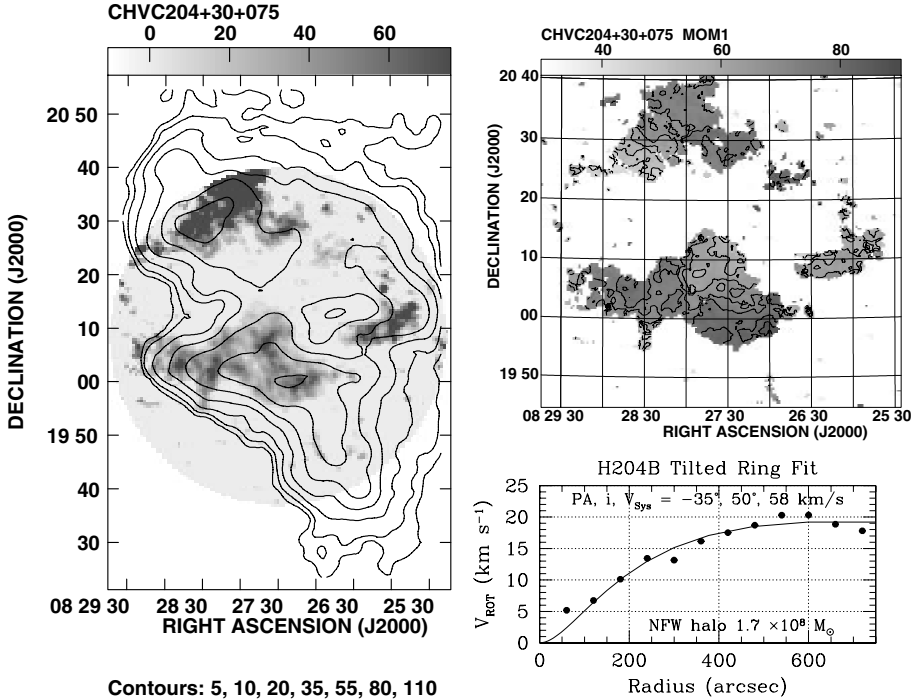 CHVC204+30+075
0 20 40 60
20 50
40
30
20
10
00
19 50
40
30
DECLINATION (J2000)
08 29 30 28 30 27 30 26 30 25 30
RIGHT ASCENSION (J2000)
Contours: 5, 10, 20, 35, 55, 80, 110
CHVC204+30+075 MOM1
40 60 80
20 40
30
20
10
00
19 50
DECLINATION (J2000)
08 29 30 28 30 27 30 26 30 25 30
RIGHT ASCENSION (J2000)
H204B Tilted Ring Fit
PA, i, V_Sys = −35°, 50°, 58 km/s
25
20
15
10
5
0
V_ROT (km s⁻¹)
NFW halo 1.7 ×10⁸ M☉
0 200 400 600
Radius (arcsec)